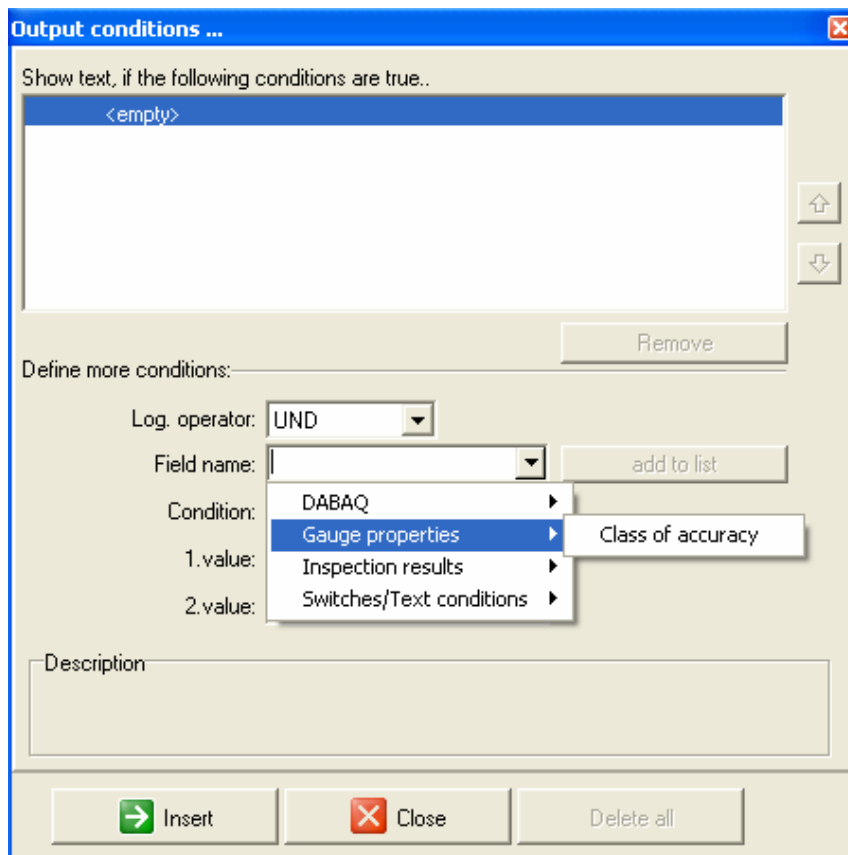 Output conditions ...
Show text, if the following conditions are true..
<empty>
Remove
Define more conditions:
Log. operator: UND
Field name: add to list
DABAQ
Condition:
Gauge properties Class of accuracy
1.value:
Inspection results
2.value:
Switches/Text conditions
Description
Insert Close Delete all